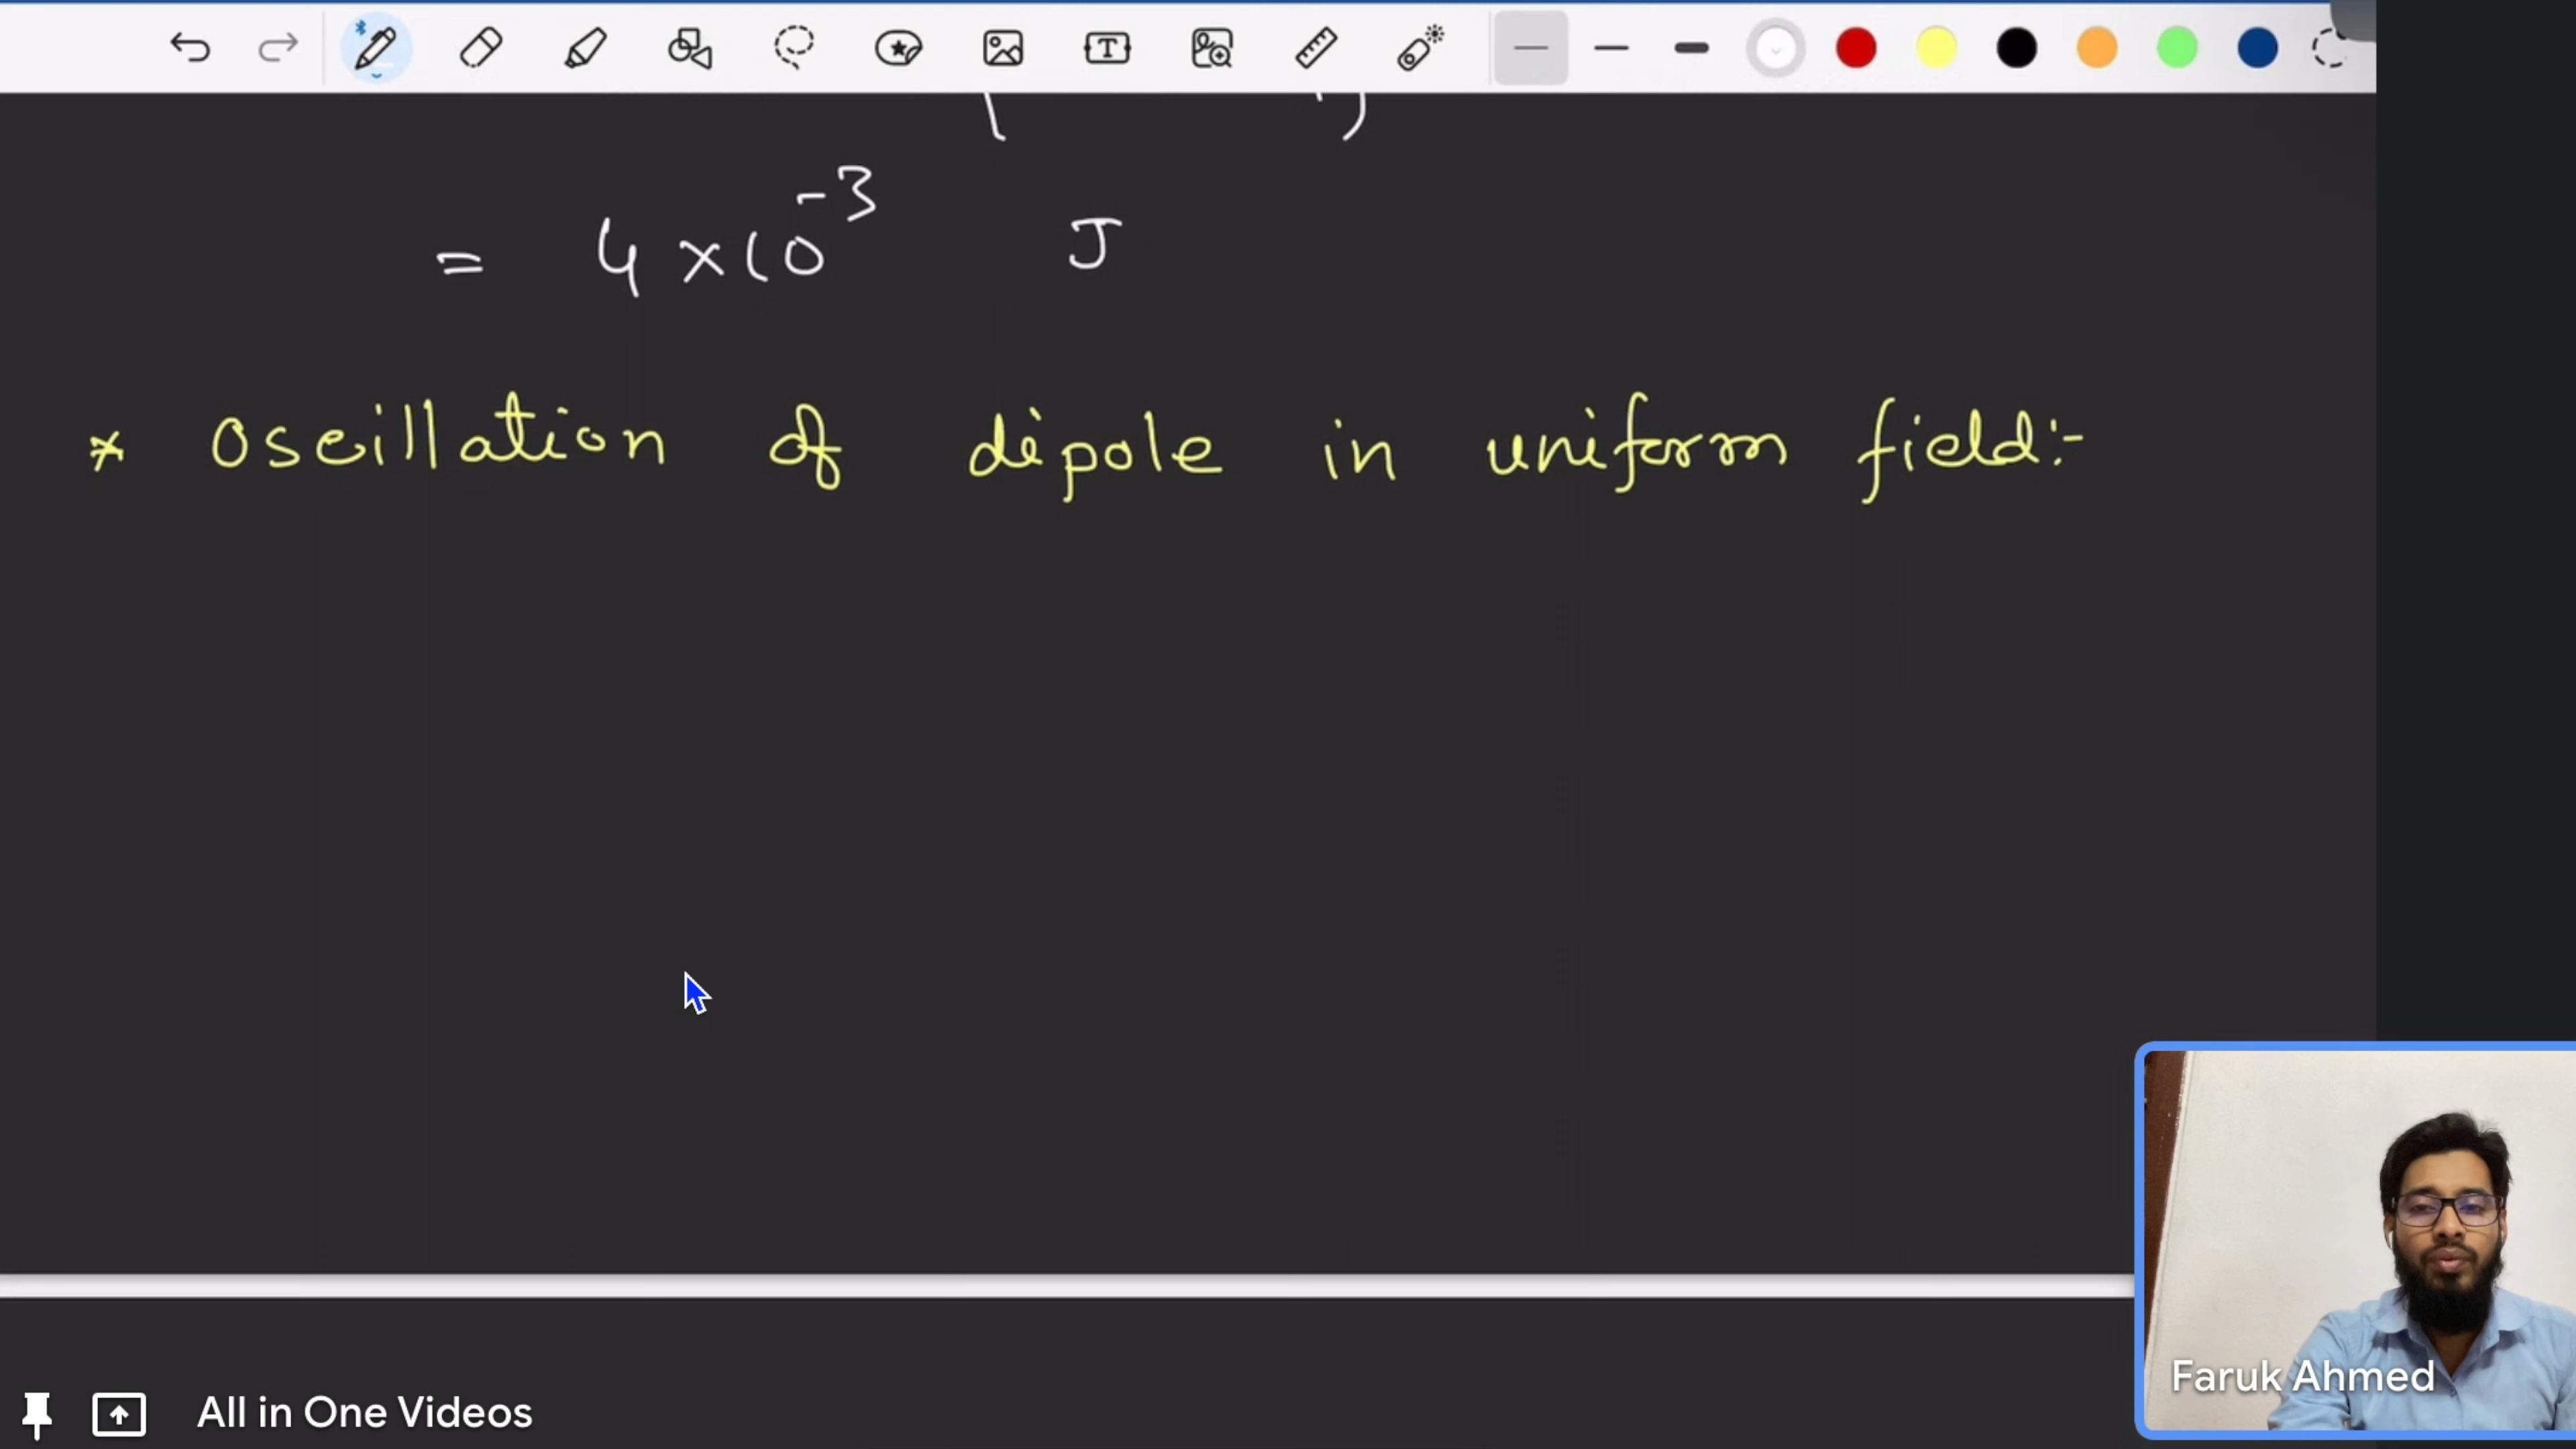 = 4 × 10⁻³ J
* Oscillation of dipole in uniform field:-
Faruk Ahmed
All in One Videos